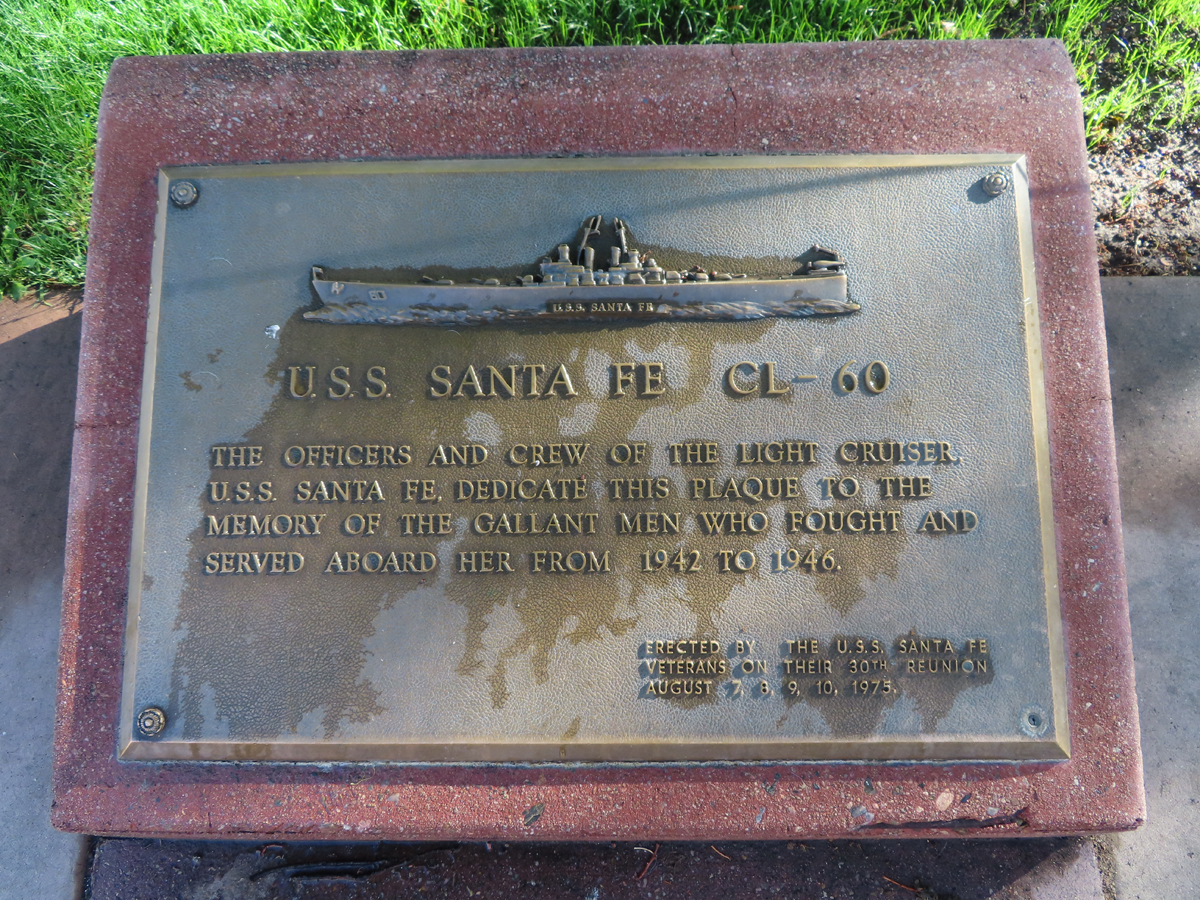 U.S.S. SANTA FE
U.S.S. SANTA FE CL-60
THE OFFICERS AND CREW OF THE LIGHT CRUISER,
U.S.S. SANTA FE, DEDICATE THIS PLAQUE TO THE
MEMORY OF THE GALLANT MEN WHO FOUGHT AND
SERVED ABOARD HER FROM 1942 TO 1946.
ERECTED BY THE U.S.S. SANTA FE
VETERANS ON THEIR 30TH REUNION
AUGUST 7, 8, 9, 10, 1975.